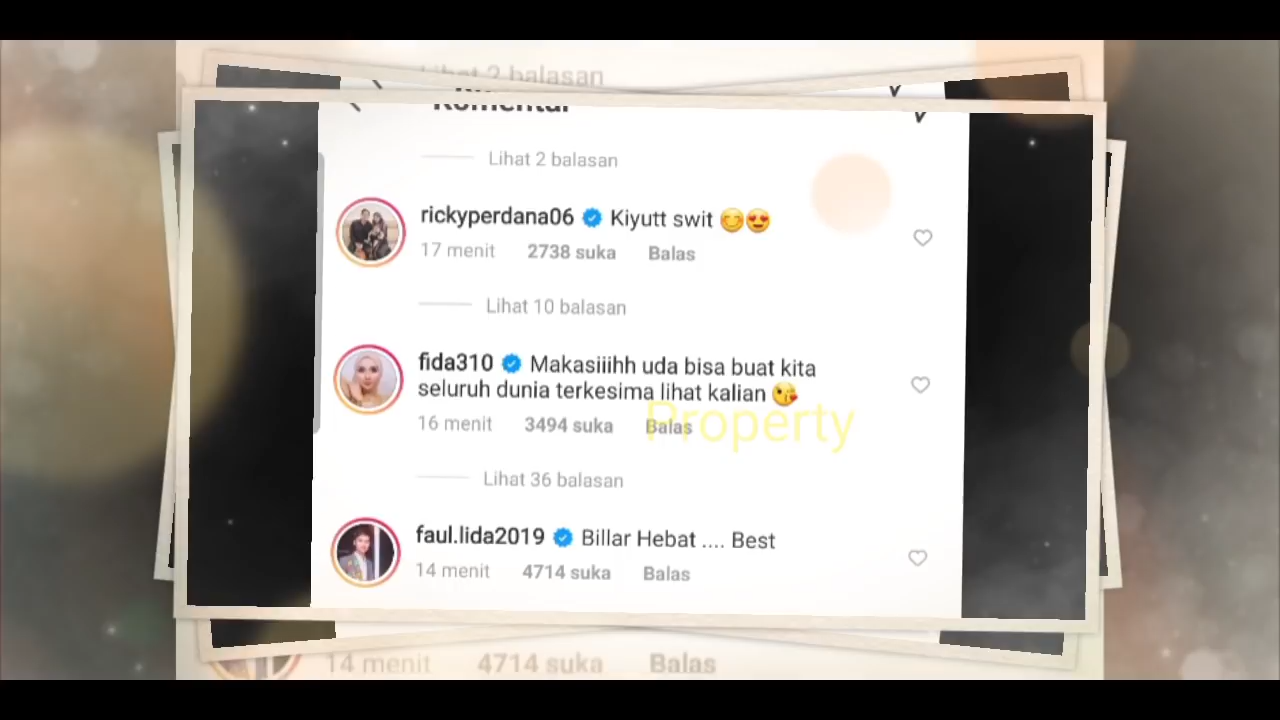 Lihat 2 balasan
Komentar
Lihat 2 balasan
rickyperdana06 Kiyutt swit 😊😍
17 menit 2738 suka Balas
Lihat 10 balasan
fida310 Makasiiihh uda bisa buat kita
seluruh dunia terkesima lihat kalian 😘
16 menit 3494 suka Balas
Property
Lihat 36 balasan
faul.lida2019 Billar Hebat .... Best
14 menit 4714 suka Balas
14 menit 4714 suka Balas